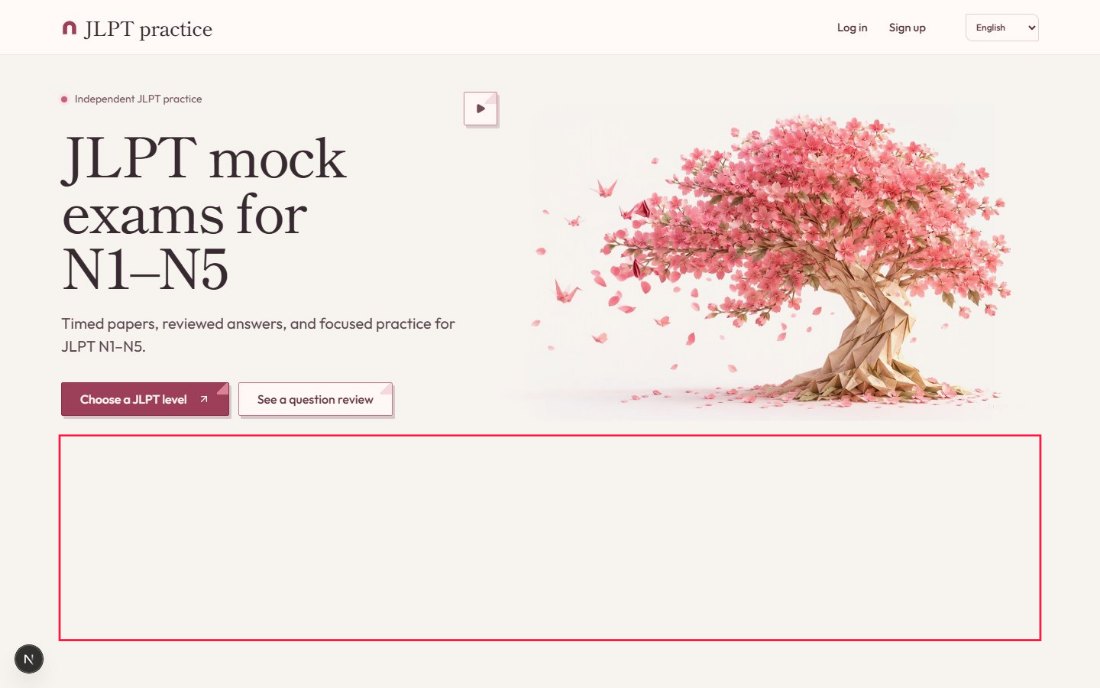 JLPT practice
Log in
Sign up
English
Independent JLPT practice
JLPT mock
exams for
N1–N5
Timed papers, reviewed answers, and focused practice for
JLPT N1–N5.
Choose a JLPT level
See a question review
N